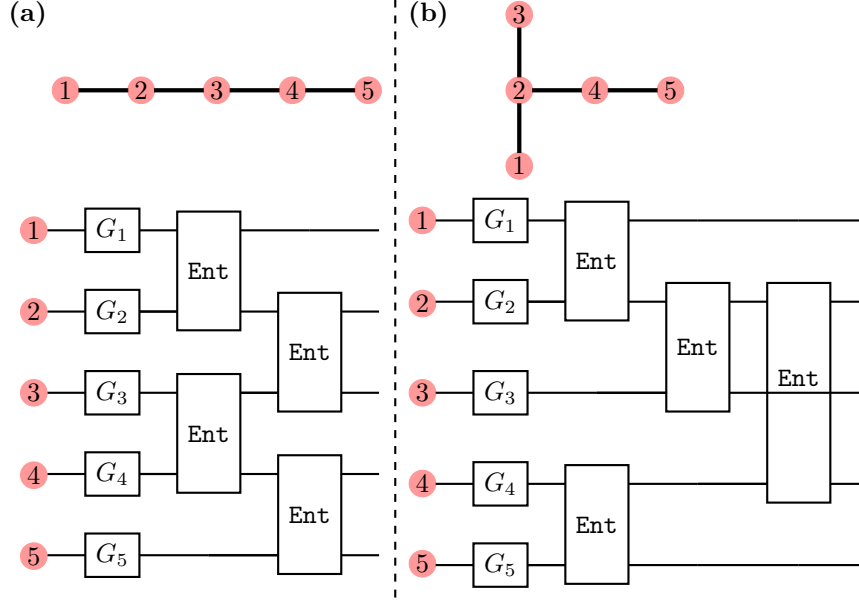 (a)
1 2 3 4 5
1 G1 Ent
2 G2 Ent
3 G3 Ent
4 G4 Ent
5 G5
(b)
3
2 4 5
1
1 G1 Ent
2 G2 Ent Ent
3 G3
4 G4 Ent
5 G5